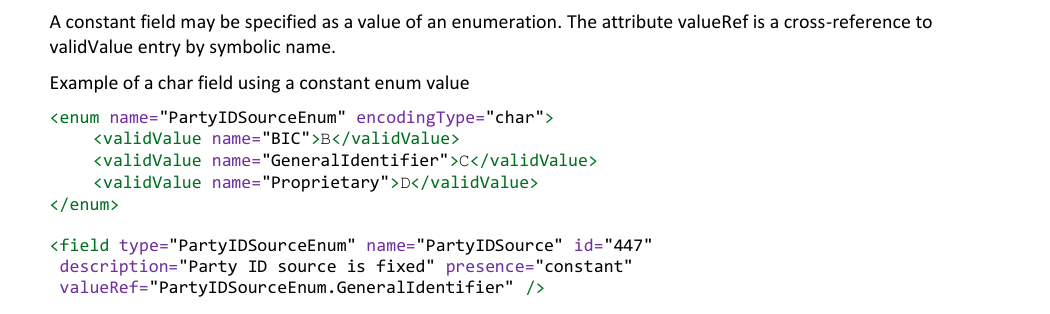 A constant field may be specified as a value of an enumeration. The attribute valueRef is a cross-reference to
validValue entry by symbolic name.
Example of a char field using a constant enum value
<enum name="PartyIDSourceEnum" encodingType="char">
    <validValue name="BIC">B</validValue>
    <validValue name="GeneralIdentifier">C</validValue>
    <validValue name="Proprietary">D</validValue>
</enum>
<field type="PartyIDSourceEnum" name="PartyIDSource" id="447"
 description="Party ID source is fixed" presence="constant"
 valueRef="PartyIDSourceEnum.GeneralIdentifier" />